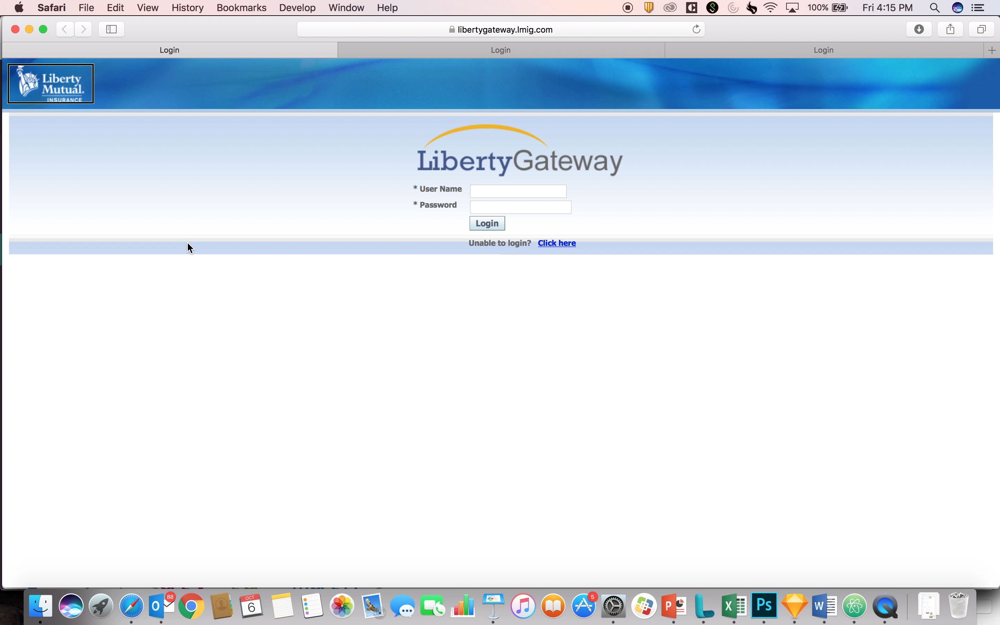 Safari File Edit View History Bookmarks Develop Window Help 100% Fri 4:15 PM
libertygateway.lmig.com
Login Login Login
Liberty
Mutual.
INSURANCE
LibertyGateway
* User Name
* Password
Login
Unable to login? Click here
88
OCT
6
5
O
P
X
Ps
W